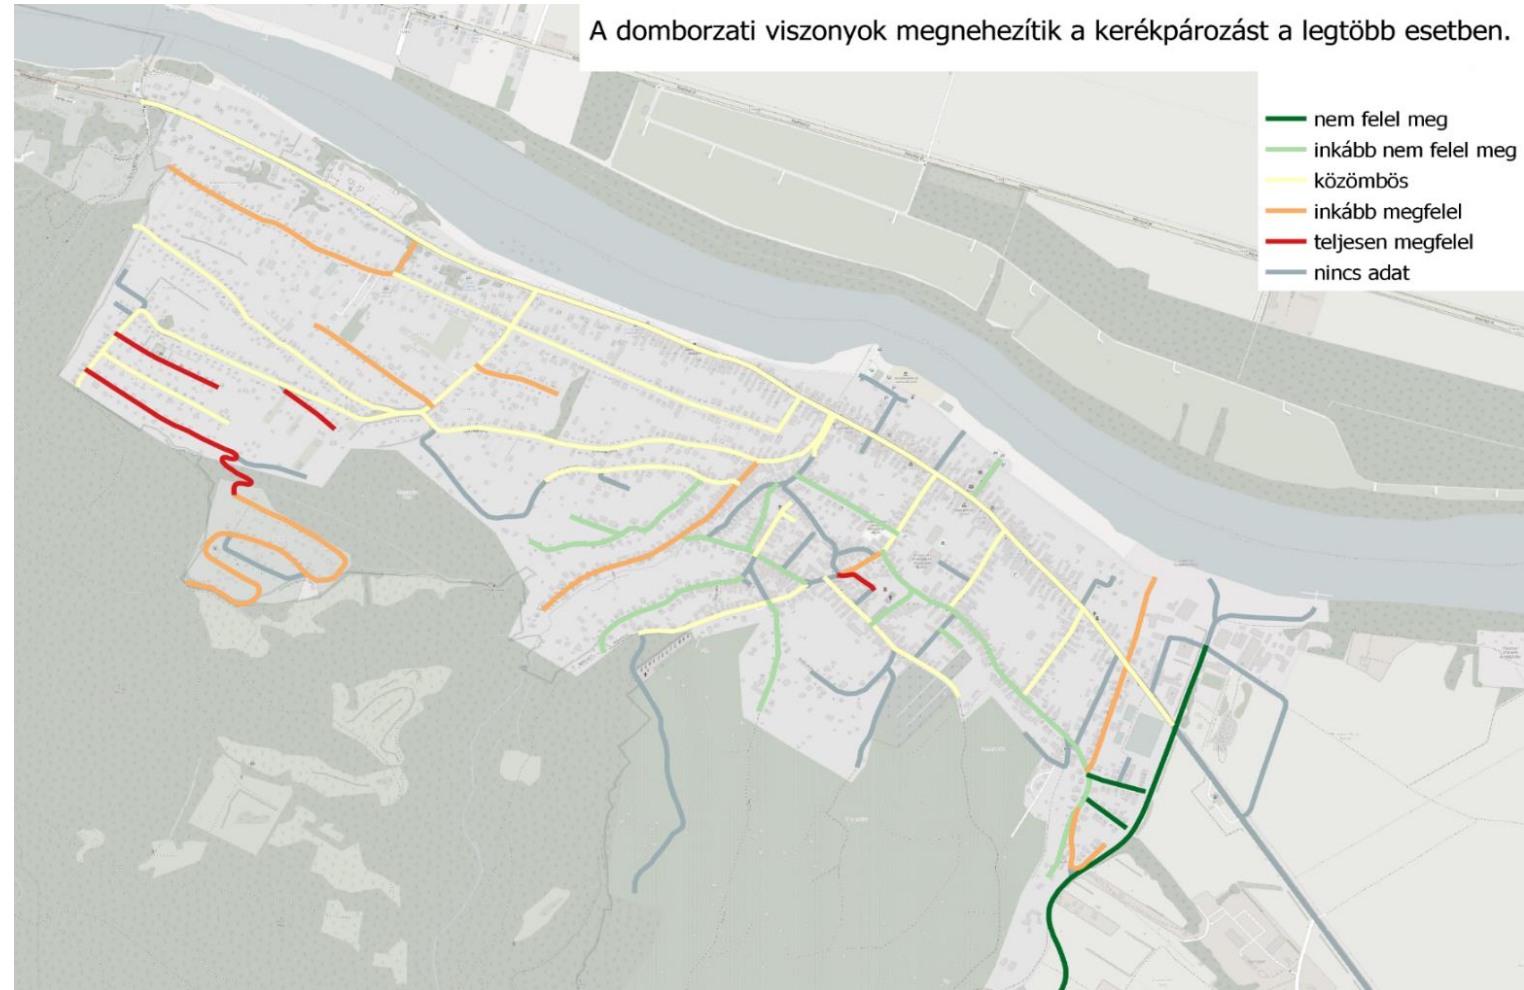 A domborzati viszonyok megnehezítik a kerékpározást a legtöbb esetben.
nem felel meg
inkább nem felel meg
közömbös
inkább megfelel
teljesen megfelel
nincs adat